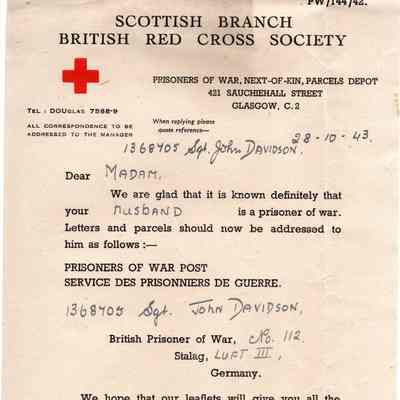 PW/144/42.
SCOTTISH BRANCH
BRITISH RED CROSS SOCIETY
PRISONERS OF WAR, NEXT-OF-KIN, PARCELS DEPOT
421 SAUCHIEHALL STREET
GLASGOW, C.2
TEL : DOUGLAS 7588-9
ALL CORRESPONDENCE TO BE
ADDRESSED TO THE MANAGER
When replying please
quote reference—
28-10-43.
1368405 Sgt. John DAVIDSON.
Dear MADAM,
We are glad that it is known definitely that
your HUSBAND is a prisoner of war.
Letters and parcels should now be addressed to
him as follows :—
PRISONERS OF WAR POST
SERVICE DES PRISONNIERS DE GUERRE.
1368405 Sgt. JOHN DAVIDSON,
British Prisoner of War, No. 112.
Stalag, LUFT III,
Germany.
We hope that our leaflets will give you all the